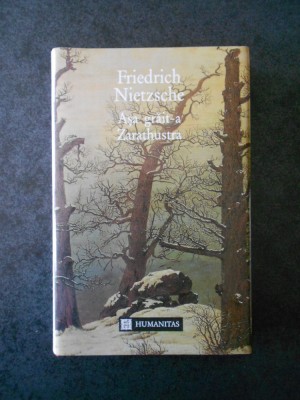 Friedrich
Nietzsche
Așa grăit-a
Zarathustra
HUMANITAS